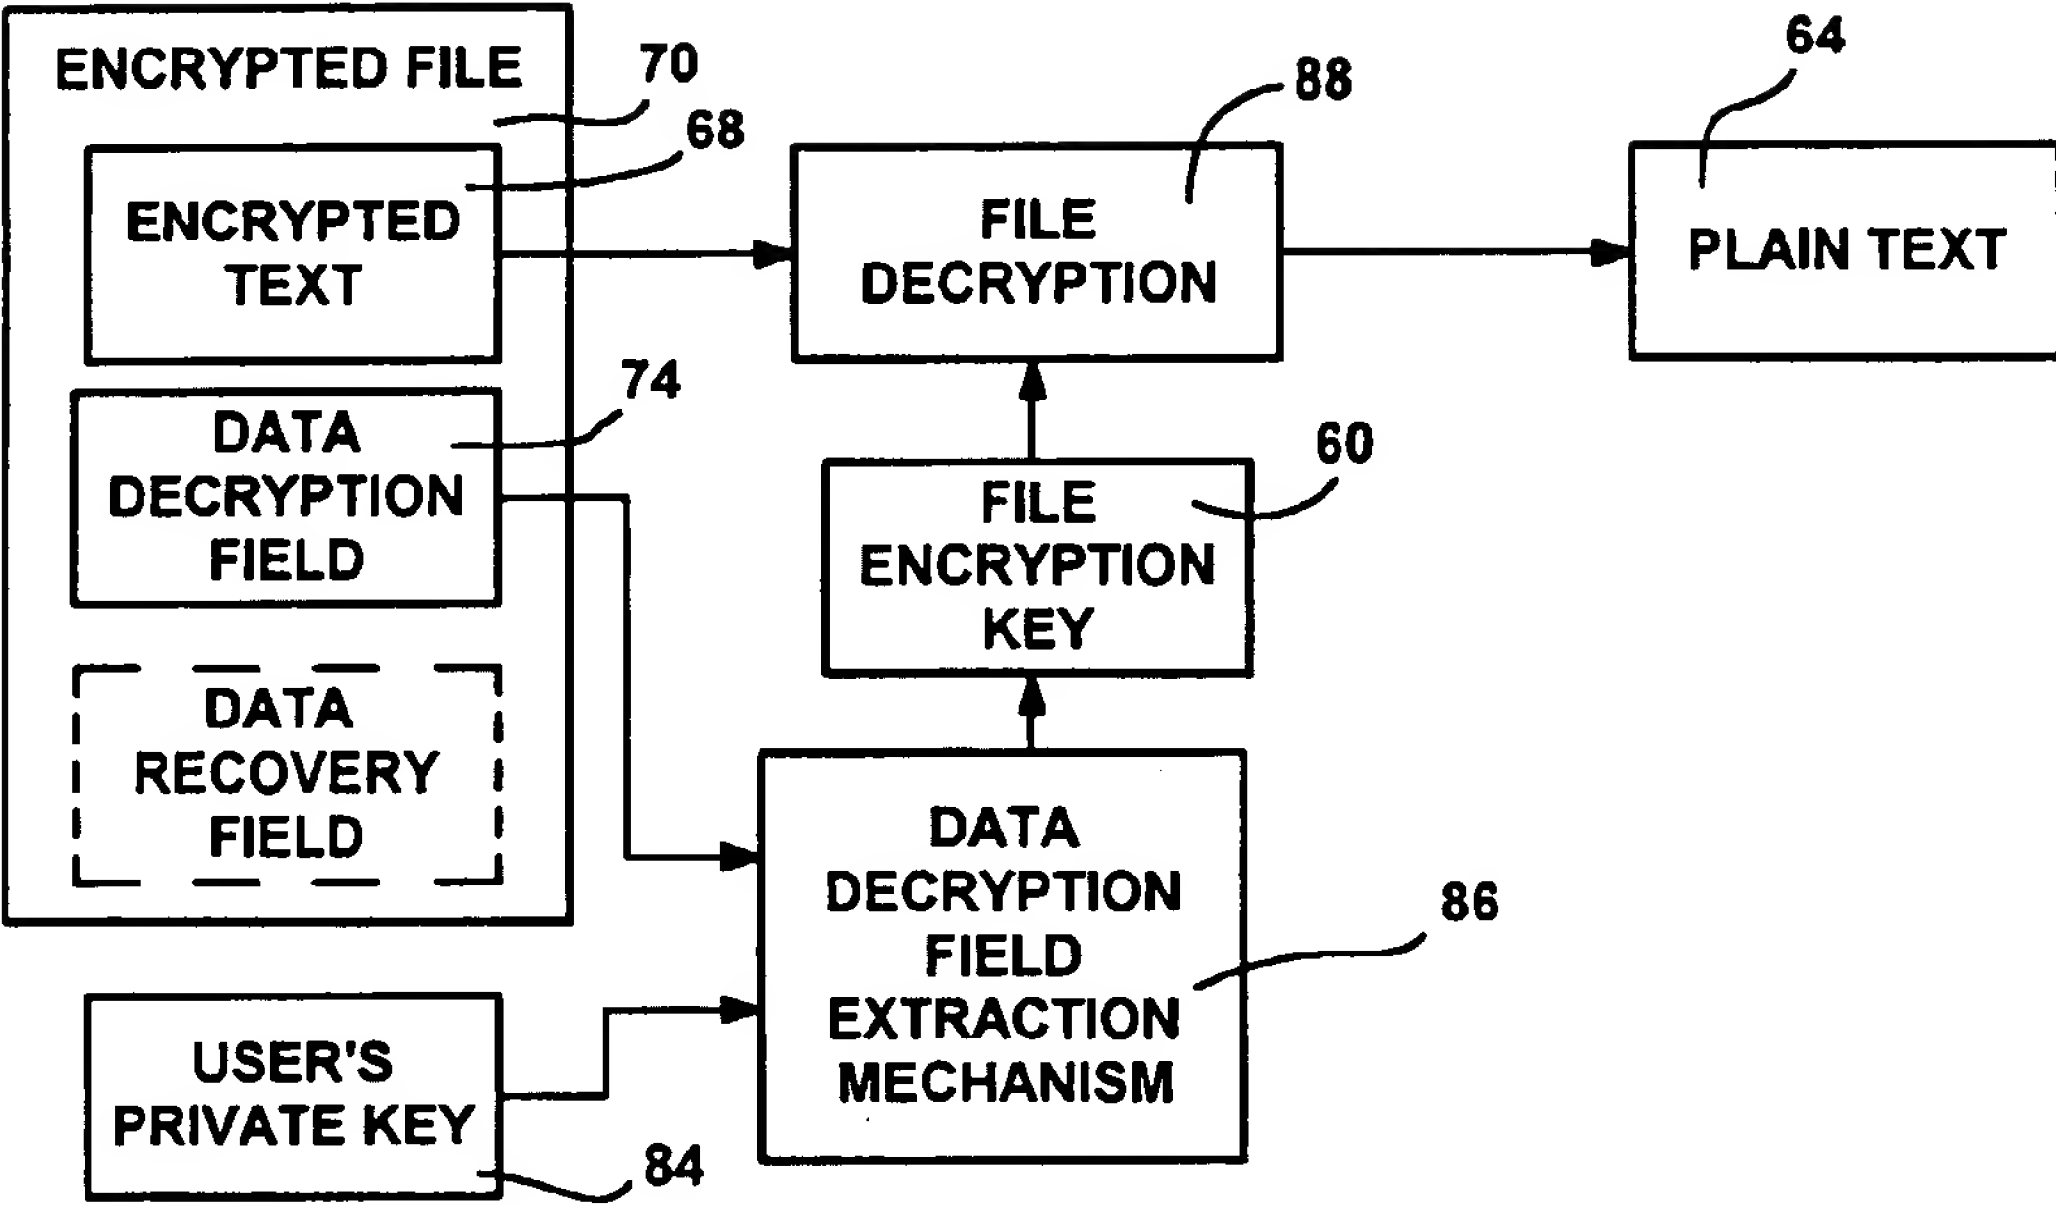 ENCRYPTED FILE
70
68
ENCRYPTED
TEXT
74
DATA
DECRYPTION
FIELD
DATA
RECOVERY
FIELD
USER'S
PRIVATE KEY
84
88
FILE
DECRYPTION
60
FILE
ENCRYPTION
KEY
DATA
DECRYPTION
FIELD
EXTRACTION
MECHANISM
86
64
PLAIN TEXT